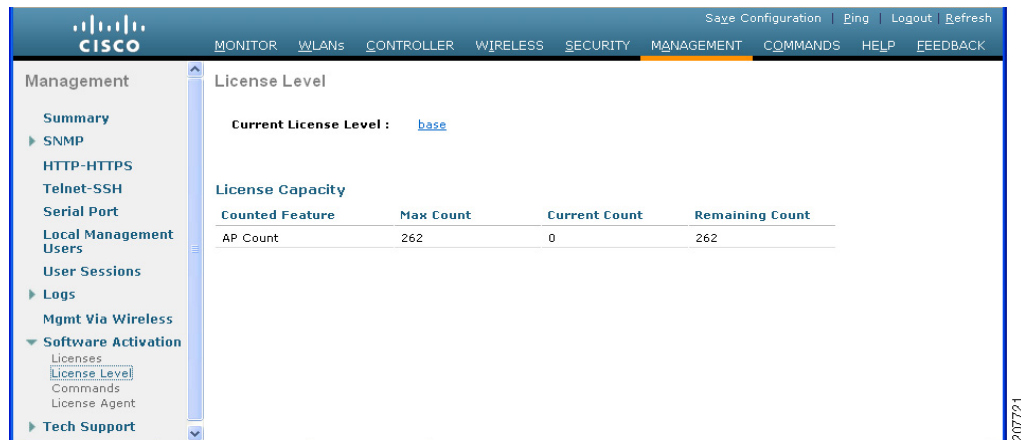 Save Configuration | Ping | Logout | Refresh
CISCO
MONITOR WLANs CONTROLLER WIRELESS SECURITY MANAGEMENT COMMANDS HELP FEEDBACK
Management
Summary
SNMP
HTTP-HTTPS
Telnet-SSH
Serial Port
Local Management
Users
User Sessions
Logs
Mgmt Via Wireless
Software Activation
Licenses
License Level
Commands
License Agent
Tech Support
License Level
Current License Level : base
License Capacity
Counted Feature Max Count Current Count Remaining Count
AP Count 262 0 262
207721